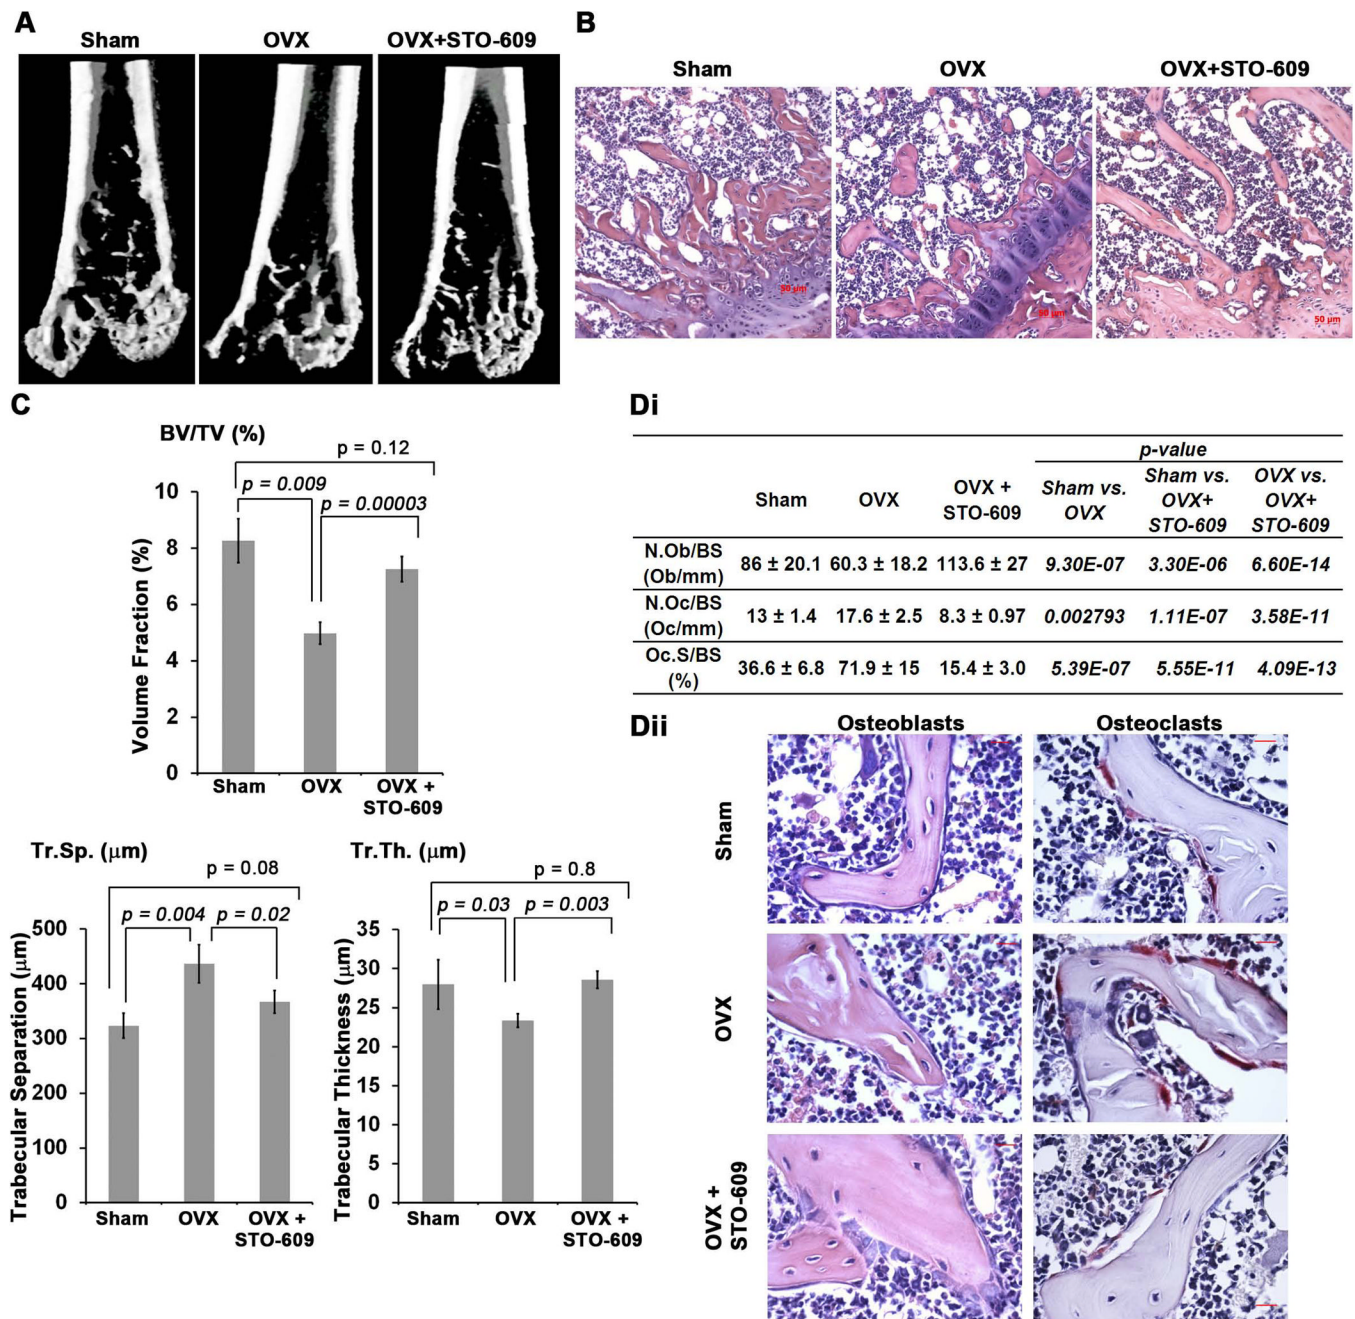 A
Sham
OVX
OVX+STO-609
B
Sham
OVX
OVX+STO-609
50 µm
50 µm
50 µm
C
BV/TV (%)
p = 0.12
p = 0.009
p = 0.00003
Volume Fraction (%)
10
8
6
4
2
0
Sham
OVX
OVX +
STO-609
Tr.Sp. (µm)
p = 0.08
p = 0.004
p = 0.02
Trabecular Separation (µm)
500
400
300
200
100
0
Sham
OVX
OVX +
STO-609
Tr.Th. (µm)
p = 0.8
p = 0.03
p = 0.003
Trabecular Thickness (µm)
35
30
25
20
15
10
5
0
Sham
OVX
OVX +
STO-609
Di
p-value
Sham
OVX
OVX +
STO-609
Sham vs.
OVX
Sham vs.
OVX+
STO-609
OVX vs.
OVX+
STO-609
N.Ob/BS
(Ob/mm)
86 ± 20.1 60.3 ± 18.2 113.6 ± 27 9.30E-07 3.30E-06 6.60E-14
N.Oc/BS
(Oc/mm)
13 ± 1.4 17.6 ± 2.5 8.3 ± 0.97 0.002793 1.11E-07 3.58E-11
Oc.S/BS
(%)
36.6 ± 6.8 71.9 ± 15 15.4 ± 3.0 5.39E-07 5.55E-11 4.09E-13
Dii
Osteoblasts
Osteoclasts
Sham
OVX
OVX +
STO-609